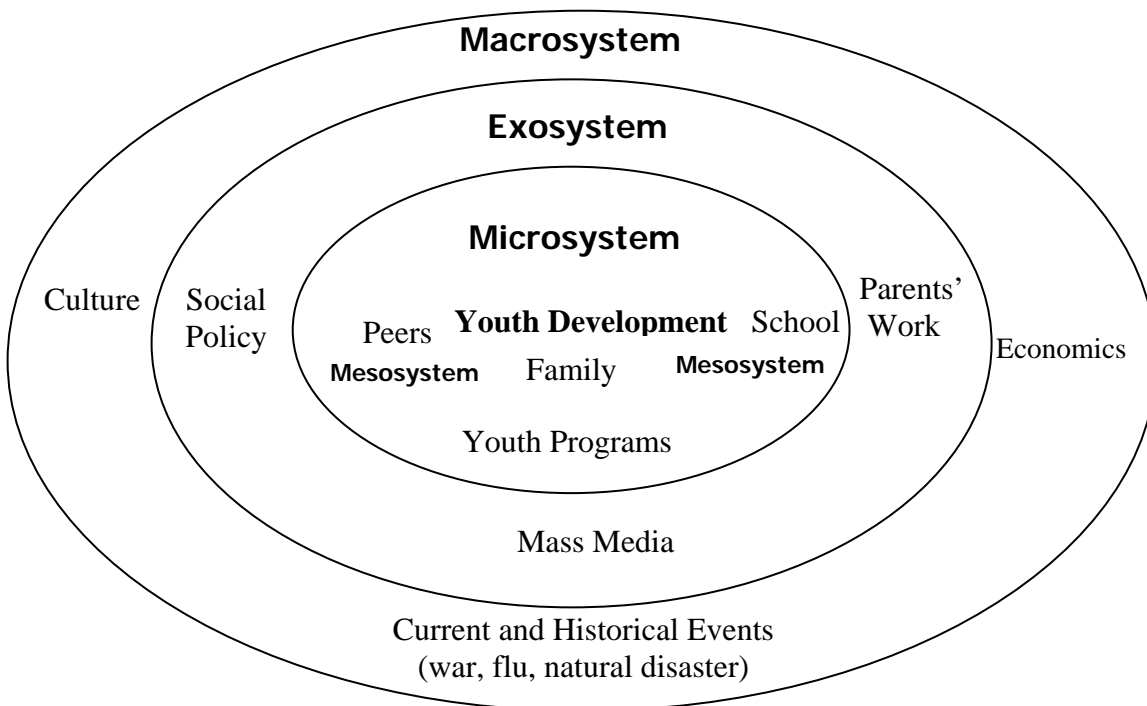 Macrosystem
Exosystem
Microsystem
Culture
Social
Policy
Peers
Youth Development
School
Parents’
Work
Economics
Mesosystem
Family
Mesosystem
Youth Programs
Mass Media
Current and Historical Events
(war, flu, natural disaster)